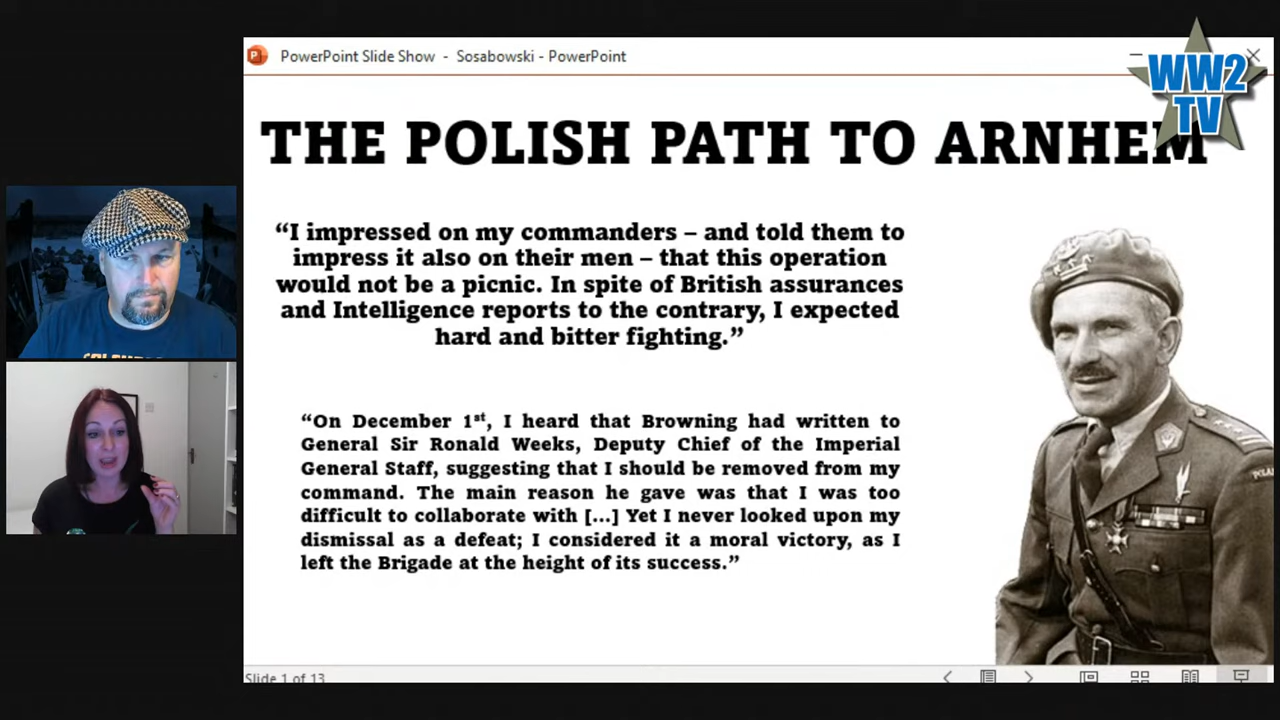 PowerPoint Slide Show - Sosabowski - PowerPoint
WW2
TV
THE POLISH PATH TO ARNHEM
“I impressed on my commanders – and told them to
impress it also on their men – that this operation
would not be a picnic. In spite of British assurances
and Intelligence reports to the contrary, I expected
hard and bitter fighting.”
“On December 1st, I heard that Browning had written to
General Sir Ronald Weeks, Deputy Chief of the Imperial
General Staff, suggesting that I should be removed from my
command. The main reason he gave was that I was too
difficult to collaborate with [...] Yet I never looked upon my
dismissal as a defeat; I considered it a moral victory, as I
left the Brigade at the height of its success.”
Slide 1 of 13